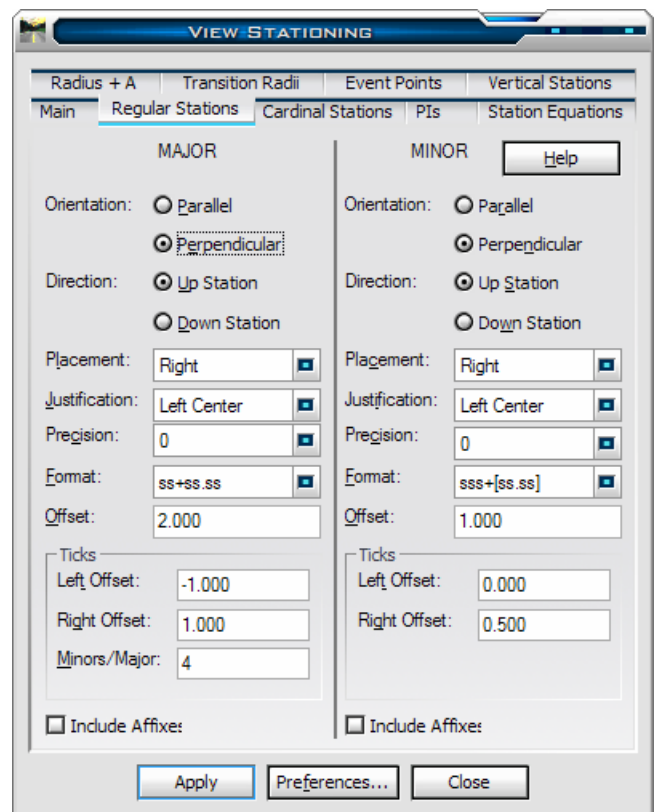 VIEW STATIONING
Radius + A Transition Radii Event Points Vertical Stations
Main Regular Stations Cardinal Stations PIs Station Equations
MAJOR MINOR Help
Orientation: Parallel Orientation: Parallel
Perpendicular Perpendicular
Direction: Up Station Direction: Up Station
Down Station Down Station
Placement: Right Placement: Right
Justification: Left Center Justification: Left Center
Precision: 0 Precision: 0
Format: ss+ss.ss Format: sss+[ss.ss]
Offset: 2.000 Offset: 1.000
Ticks Ticks
Left Offset: -1.000 Left Offset: 0.000
Right Offset: 1.000 Right Offset: 0.500
Minors/Major: 4
Include Affixes Include Affixes
Apply Preferences... Close